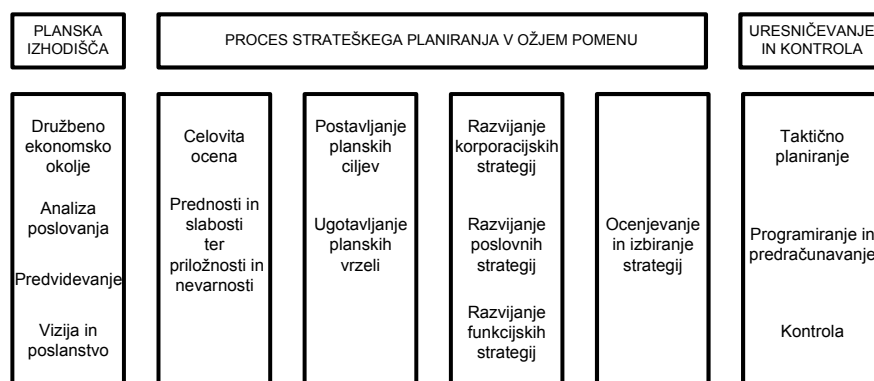 PLANSKA
IZHODIŠČA
PROCES STRATEŠKEGA PLANIRANJA V OŽJEM POMENU
URESNIČEVANJE
IN KONTROLA
Družbeno
ekonomsko
okolje
Analiza
poslovanja
Predvidevanje
Vizija in
poslanstvo
Celovita
ocena
Prednosti in
slabosti
ter
priložnosti in
nevarnosti
Postavljanje
planskih
ciljev
Ugotavljanje
planskih
vrzeli
Razvijanje
korporacijskih
strategij
Razvijanje
poslovnih
strategij
Razvijanje
funkcijskih
strategij
Ocenjevanje
in izbiranje
strategij
Taktično
planiranje
Programiranje in
predračunavanje
Kontrola